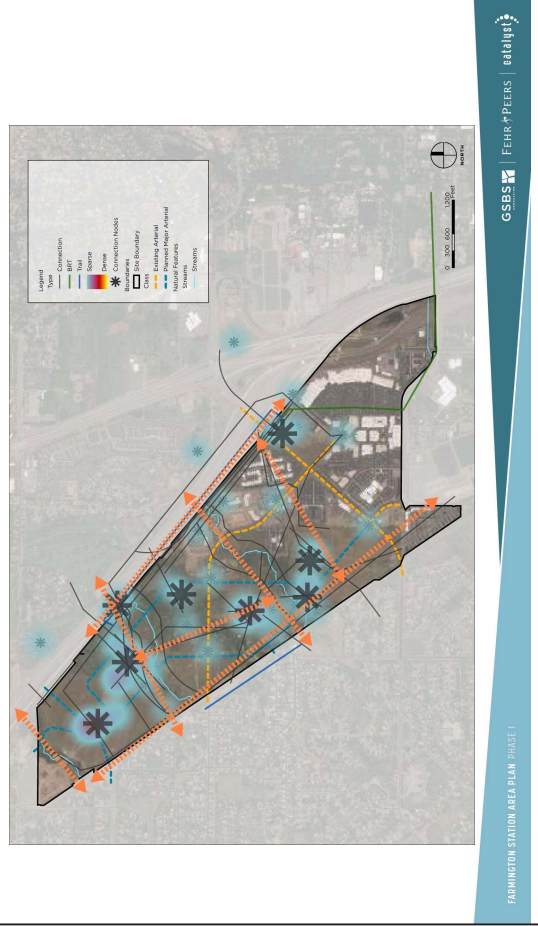 Legend
Type
Connection
BRT
Trail
Sparse
Dense
Connection Nodes
Boundaries
Site Boundary
Class
Existing Arterial
Planned Major Arterial
Natural Features
Streams
Streams
NORTH
0 300 600 1200
Feet
FARMINGTON STATION AREA PLAN PHASE I
GSBS | FEHR PEERS | catalyst